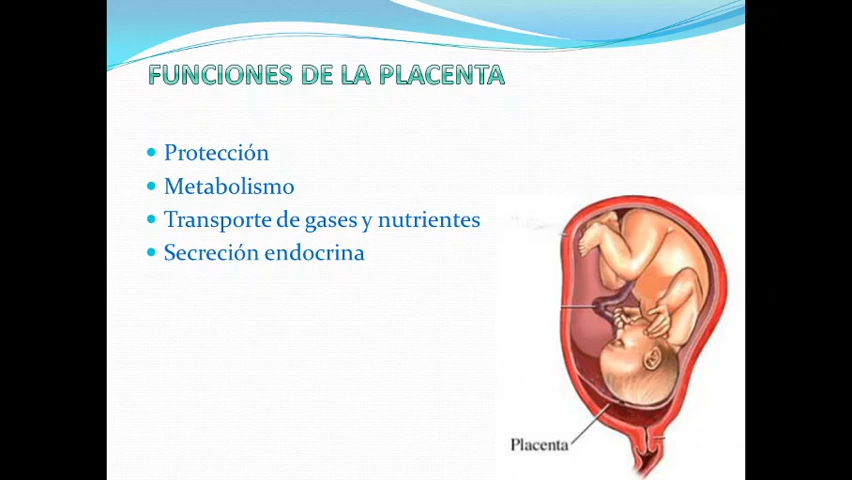 FUNCIONES DE LA PLACENTA
Protección
Metabolismo
Transporte de gases y nutrientes
Secreción endocrina
Placenta